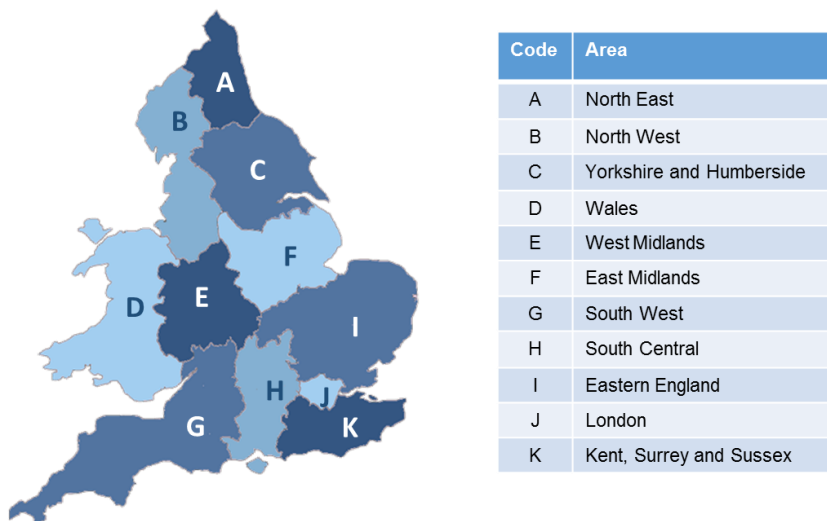 A
B
C
D
E
F
G
H
I
J
K
Code Area
A North East
B North West
C Yorkshire and Humberside
D Wales
E West Midlands
F East Midlands
G South West
H South Central
I Eastern England
J London
K Kent, Surrey and Sussex